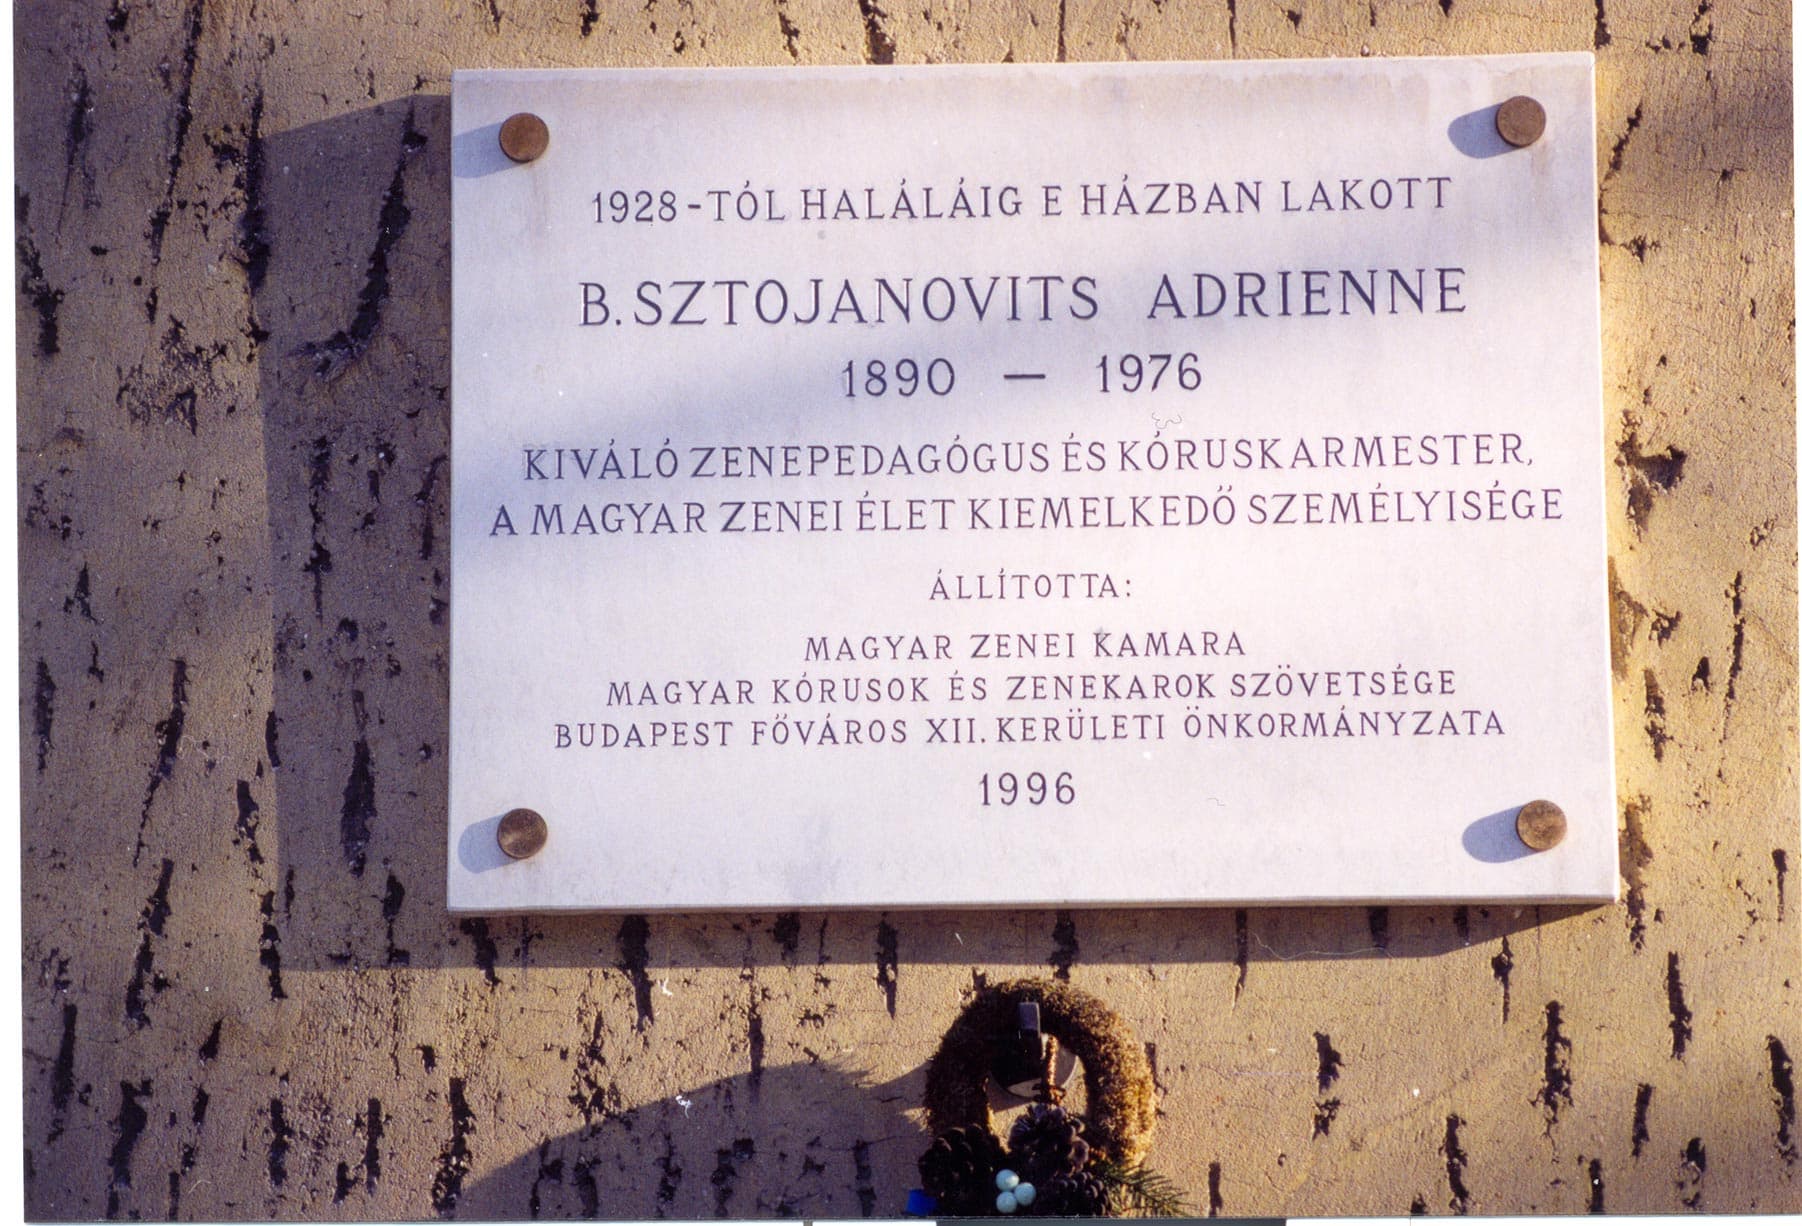 1928-TÓL HALÁLÁIG E HÁZBAN LAKOTT
B. SZTOJANOVITS ADRIENNE
1890 — 1976
KIVÁLÓ ZENEPEDAGÓGUS ÉS KÓRUSKARMESTER,
A MAGYAR ZENEI ÉLET KIEMELKEDŐ SZEMÉLYISÉGE
ÁLLÍTOTTA:
MAGYAR ZENEI KAMARA
MAGYAR KÓRUSOK ÉS ZENEKAROK SZÖVETSÉGE
BUDAPEST FŐVÁROS XII. KERÜLETI ÖNKORMÁNYZATA
1996